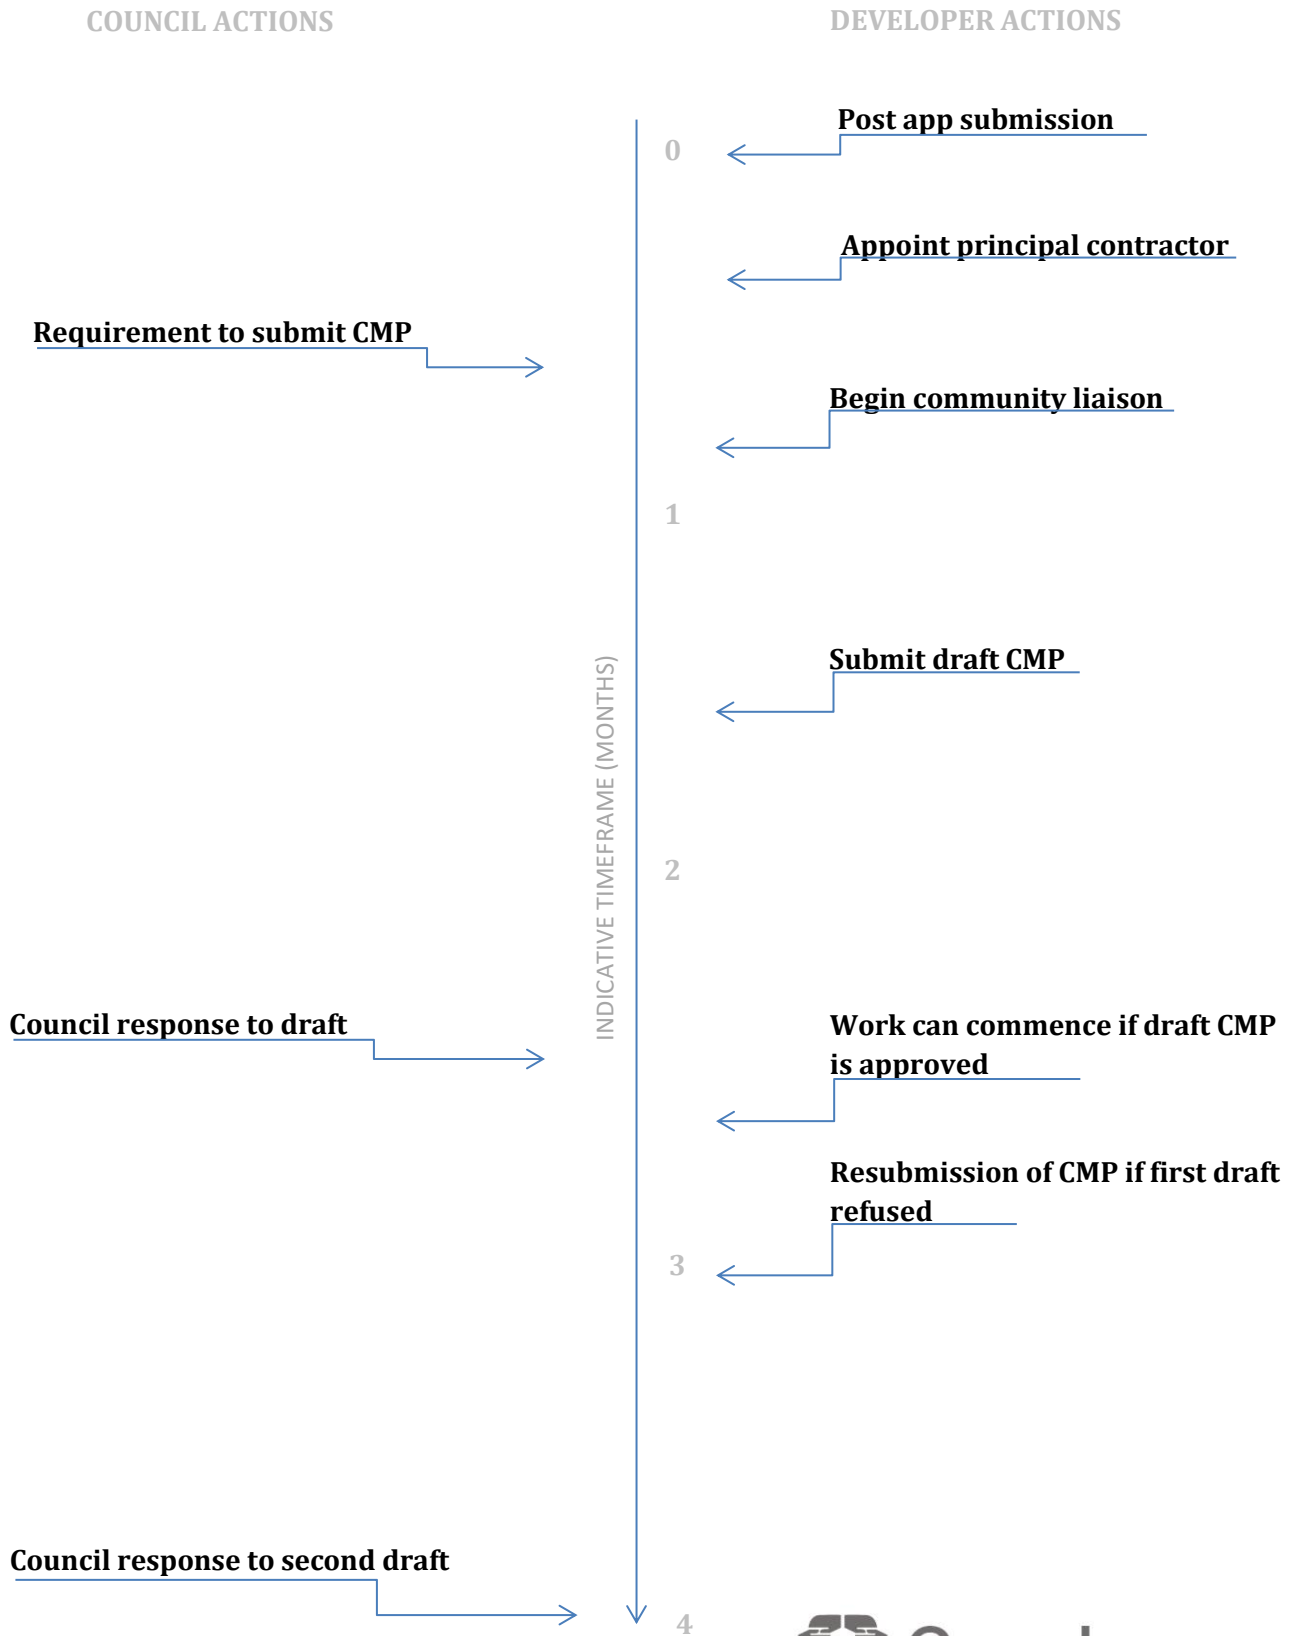 COUNCIL ACTIONS
DEVELOPER ACTIONS
Post app submission
0
Appoint principal contractor
Requirement to submit CMP
Begin community liaison
1
Submit draft CMP
INDICATIVE TIMEFRAME (MONTHS)
2
Council response to draft
Work can commence if draft CMP
is approved
Resubmission of CMP if first draft
refused
3
Council response to second draft
4